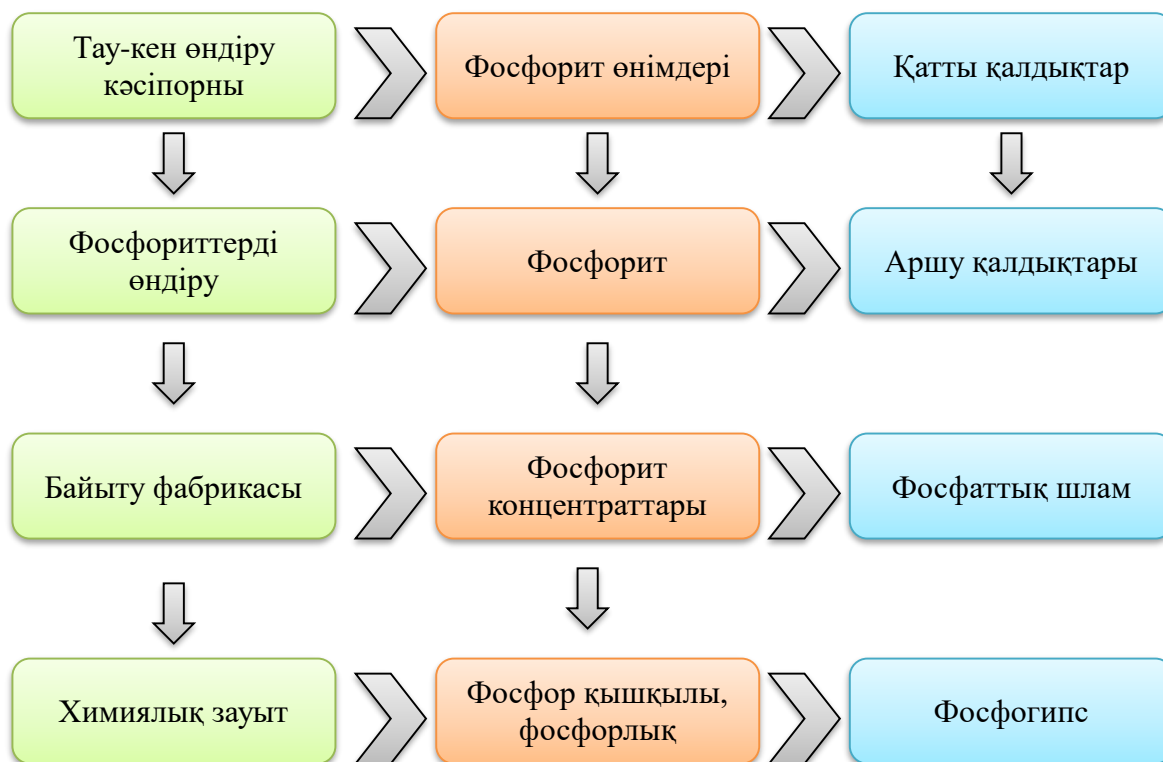 Тау-кен өндіру
кәсіпорны
Фосфорит өнімдері
Қатты қалдықтар
Фосфориттерді
өндіру
Фосфорит
Аршу қалдықтары
Байыту фабрикасы
Фосфорит
концентраттары
Фосфаттық шлам
Химиялық зауыт
Фосфор қышқылы,
фосфорлық
Фосфогипс